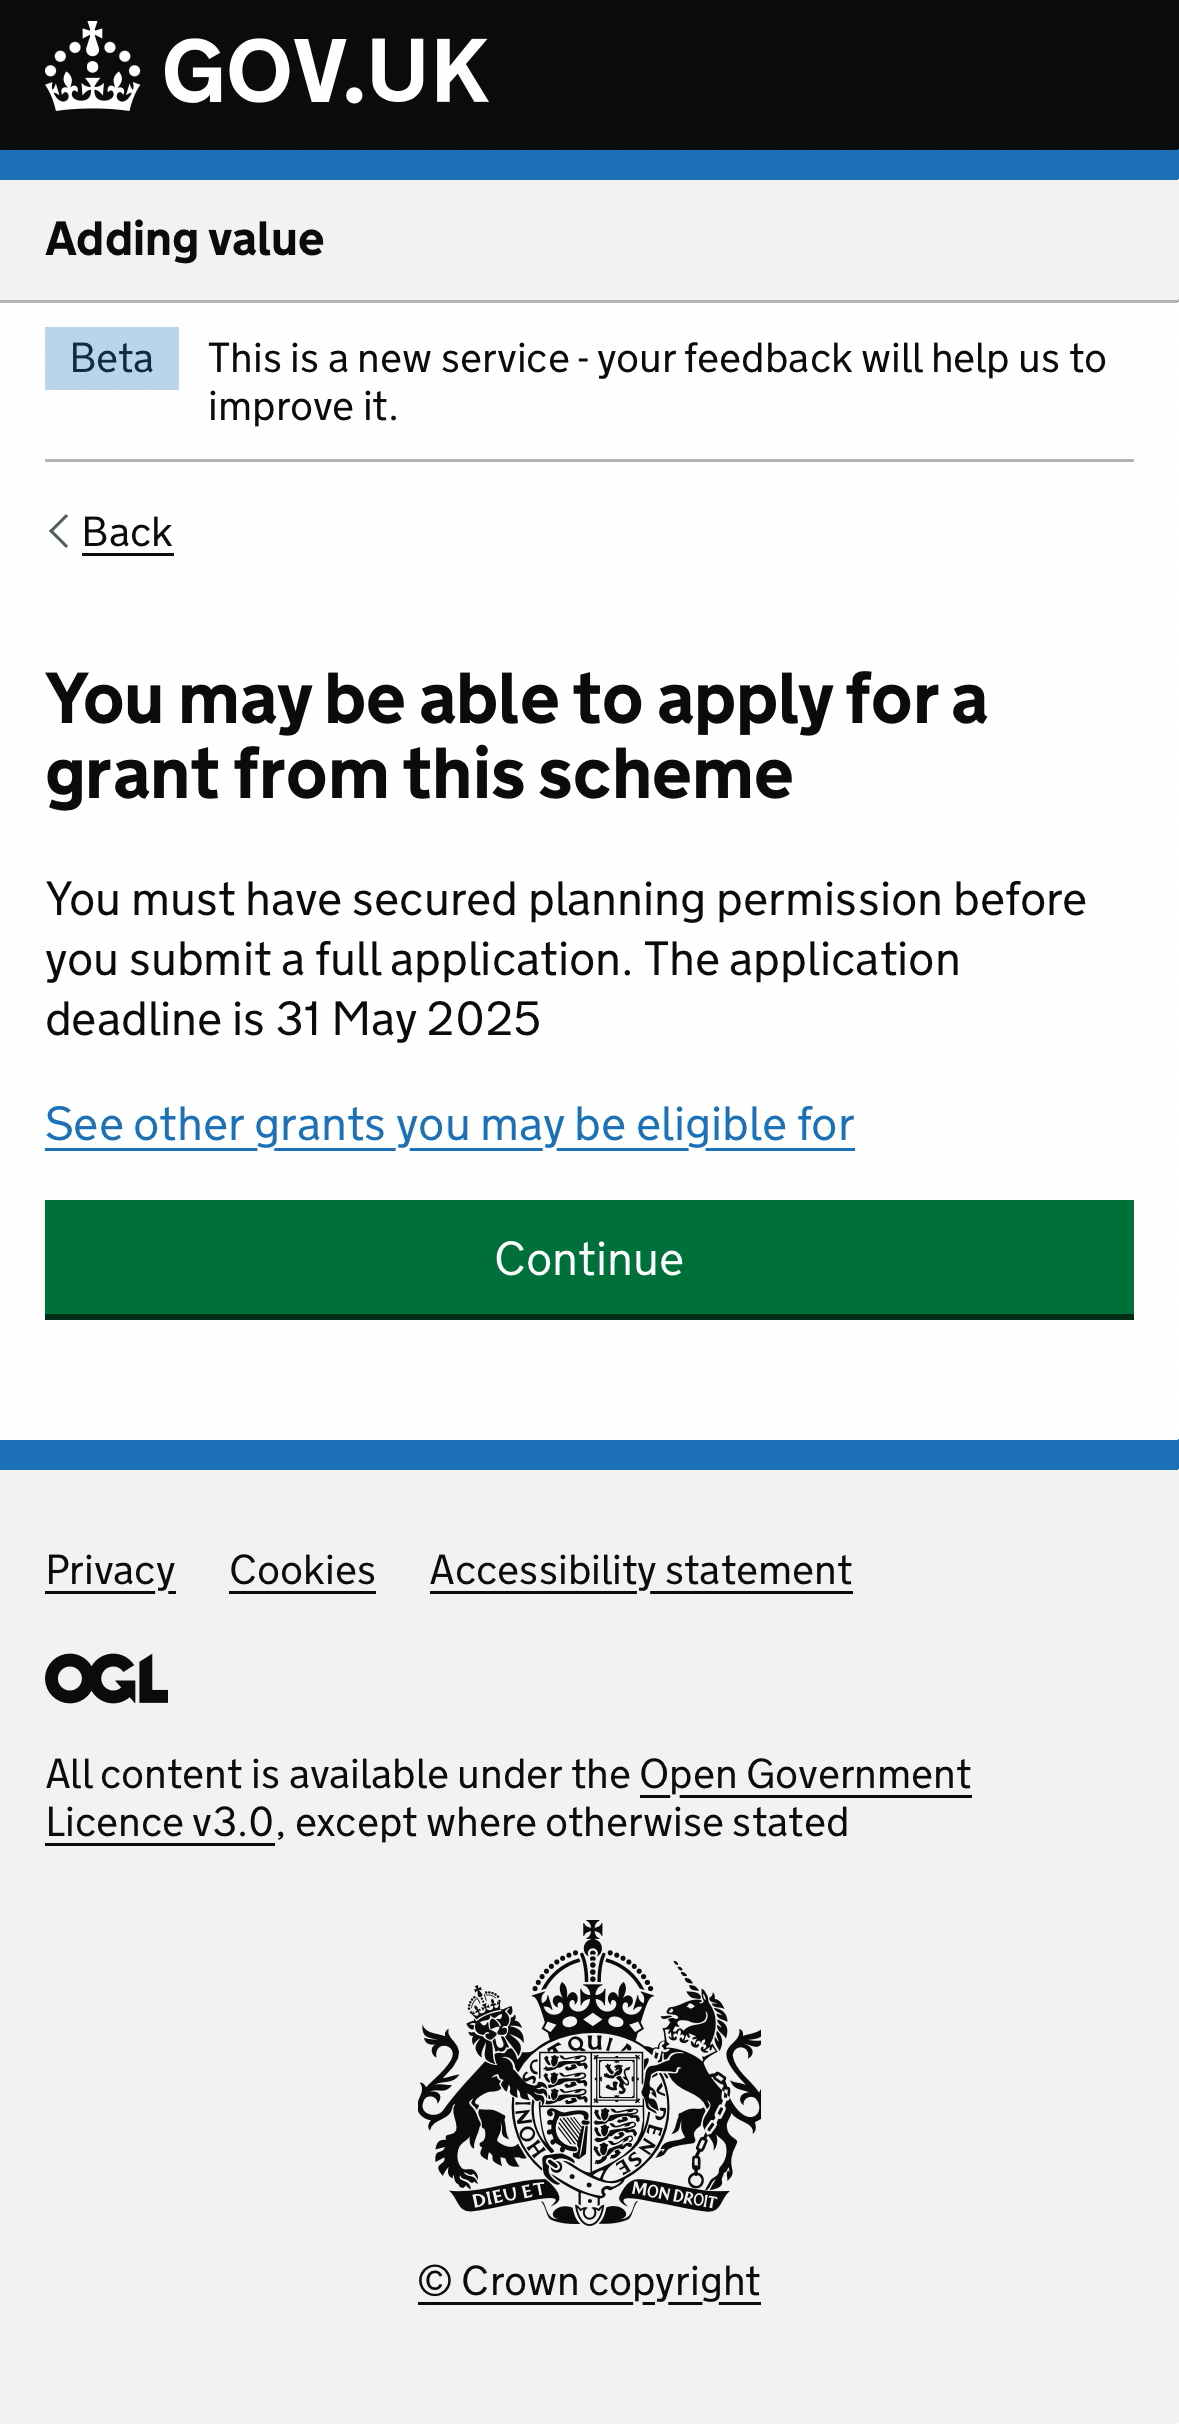 GOV.UK
Adding value
Beta
This is a new service - your feedback will help us to
improve it.
Back
You may be able to apply for a
grant from this scheme
You must have secured planning permission before
you submit a full application. The application
deadline is 31 May 2025
See other grants you may be eligible for
Continue
Privacy
Cookies
Accessibility statement
OGL
All content is available under the Open Government
Licence v3.0, except where otherwise stated
QUI
HONI
ENSE
DIEU ET
MON DROIT
© Crown copyright